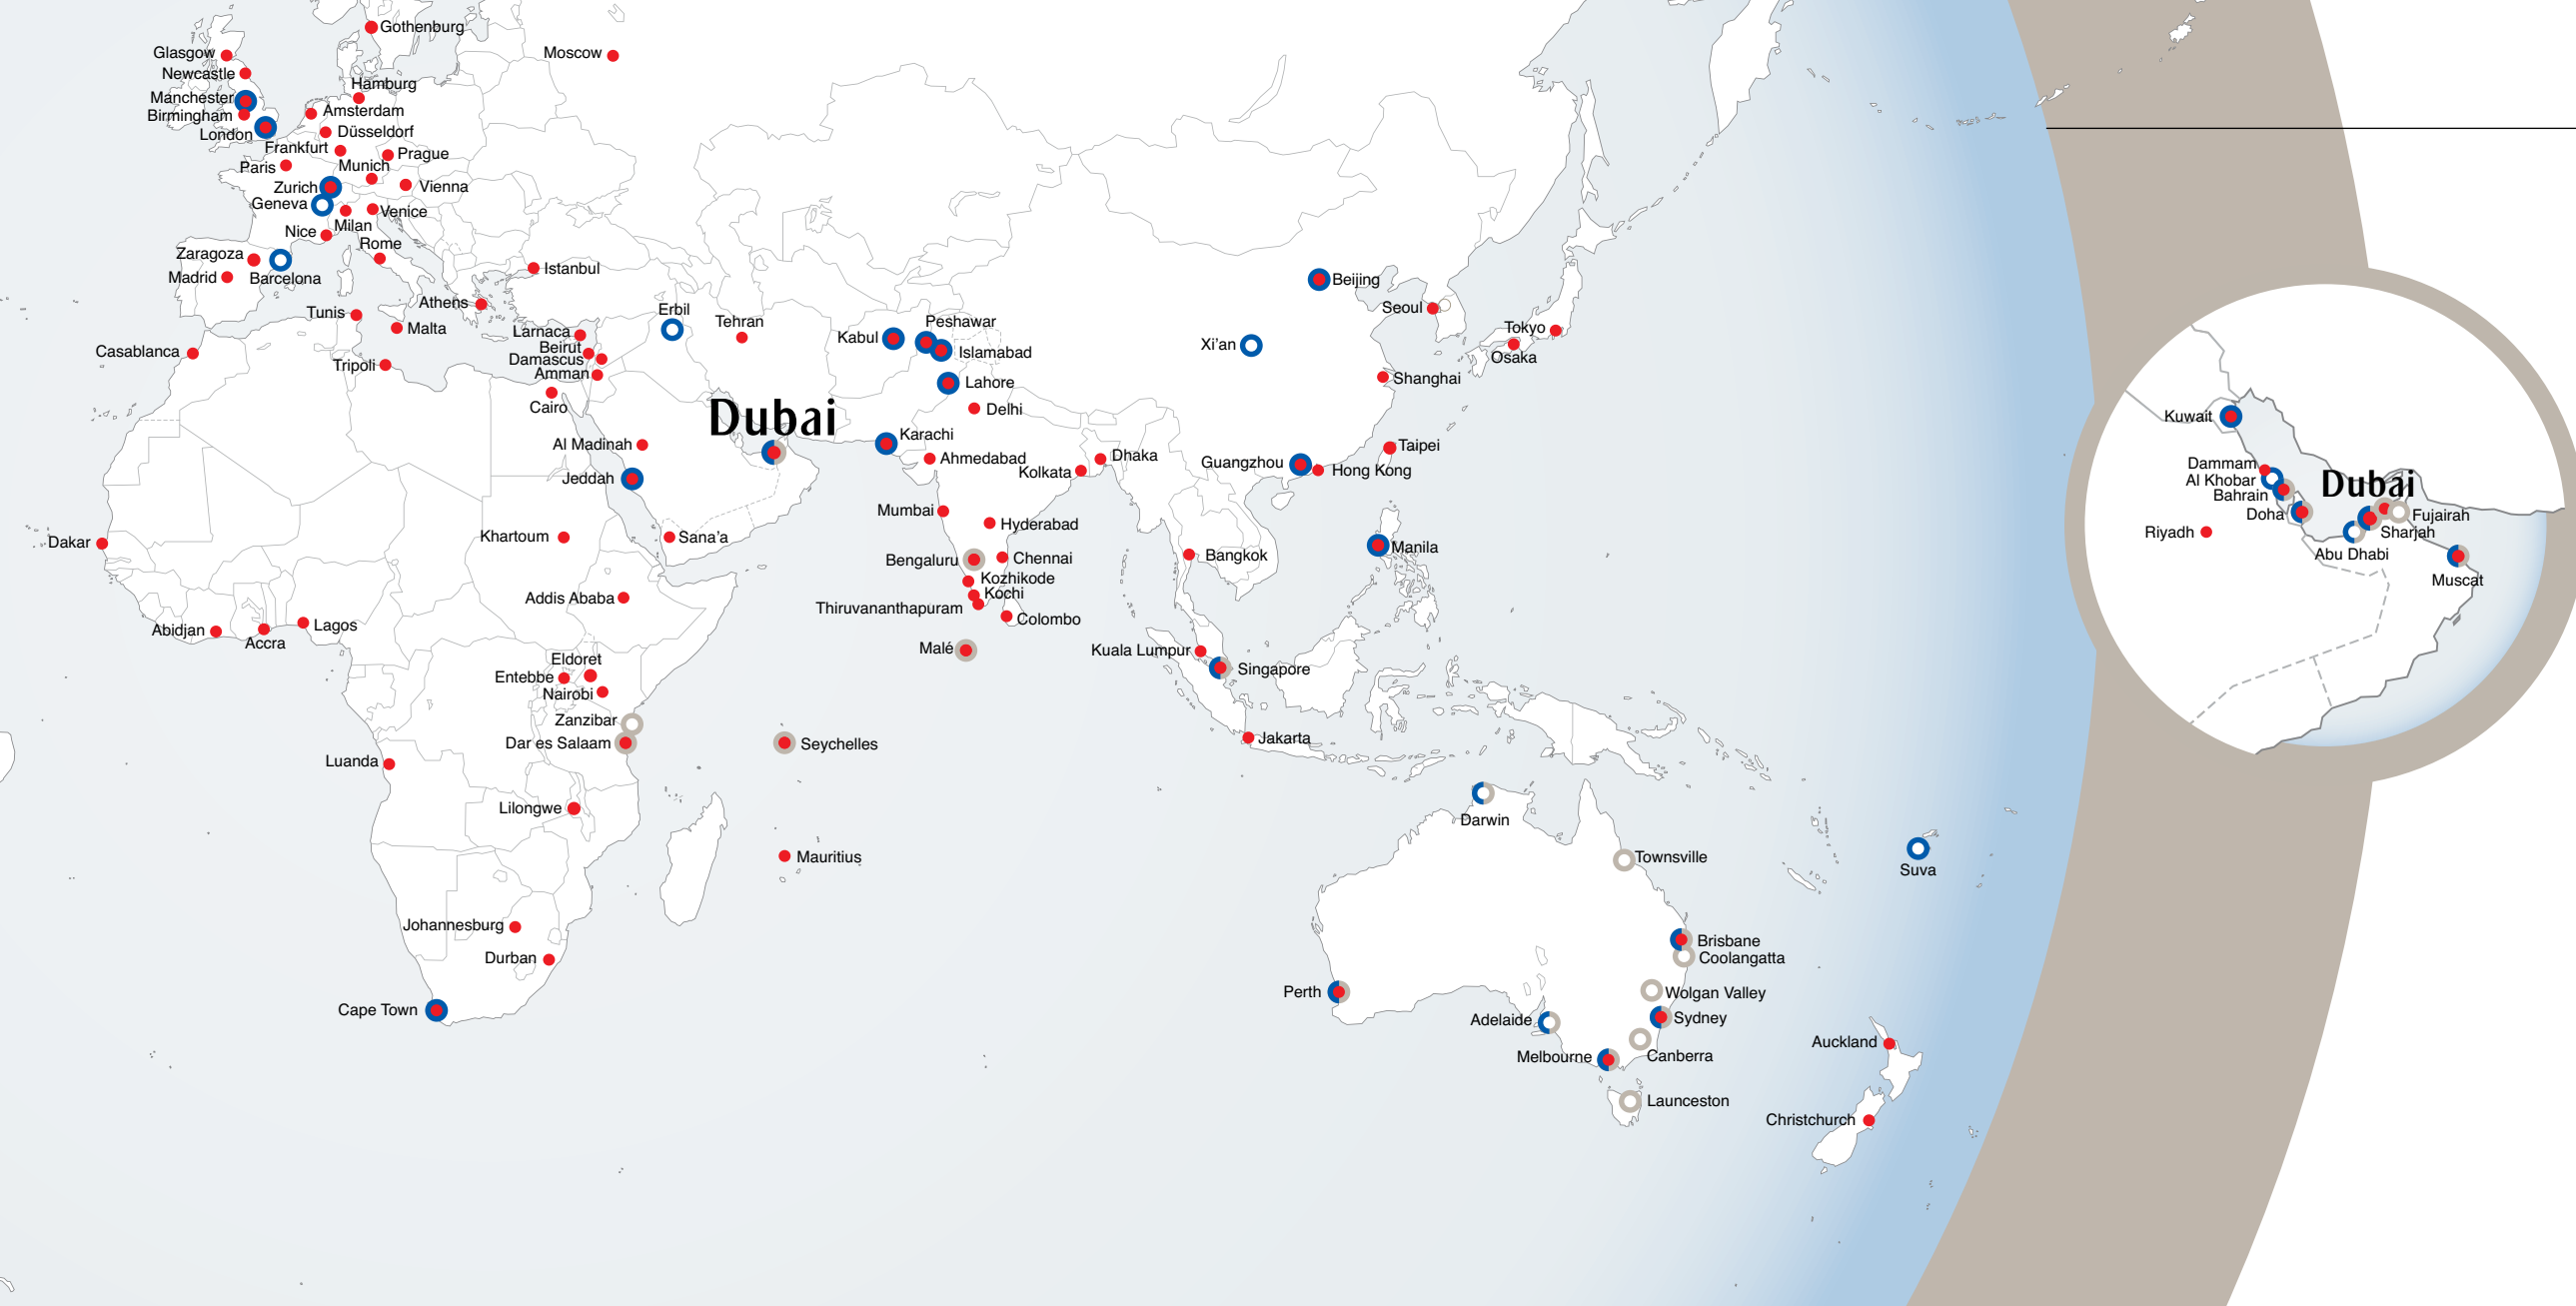 Gothenburg
Glasgow
Moscow
Newcastle
Hamburg
Manchester
Amsterdam
Birmingham
Düsseldorf
London
Frankfurt
Prague
Paris
Munich
Zurich
Vienna
Geneva
Venice
Milan
Nice
Rome
Zaragoza
Istanbul
Madrid
Barcelona
Athens
Tunis
Malta
Casablanca
Tripoli
Larnaca
Beirut
Damascus
Amman
Cairo
Erbil
Tehran
Kabul
Peshawar
Islamabad
Lahore
Delhi
Dubai
Karachi
Ahmedabad
Kolkata
Dhaka
Al Madinah
Jeddah
Mumbai
Hyderabad
Khartoum
Sana'a
Dakar
Bengaluru
Chennai
Kozhikode
Kochi
Thiruvananthapuram
Colombo
Malé
Addis Ababa
Abidjan
Accra
Lagos
Eldoret
Entebbe
Nairobi
Zanzibar
Dar es Salaam
Seychelles
Luanda
Lilongwe
Mauritius
Johannesburg
Durban
Cape Town
Beijing
Seoul
Xi'an
Tokyo
Osaka
Shanghai
Taipei
Guangzhou
Hong Kong
Manila
Bangkok
Kuala Lumpur
Singapore
Jakarta
Darwin
Townsville
Suva
Brisbane
Coolangatta
Perth
Wolgan Valley
Adelaide
Sydney
Melbourne
Canberra
Auckland
Launceston
Christchurch
Kuwait
Dammam
Al Khobar
Bahrain
Dubai
Doha
Fujairah
Riyadh
Sharjah
Abu Dhabi
Muscat